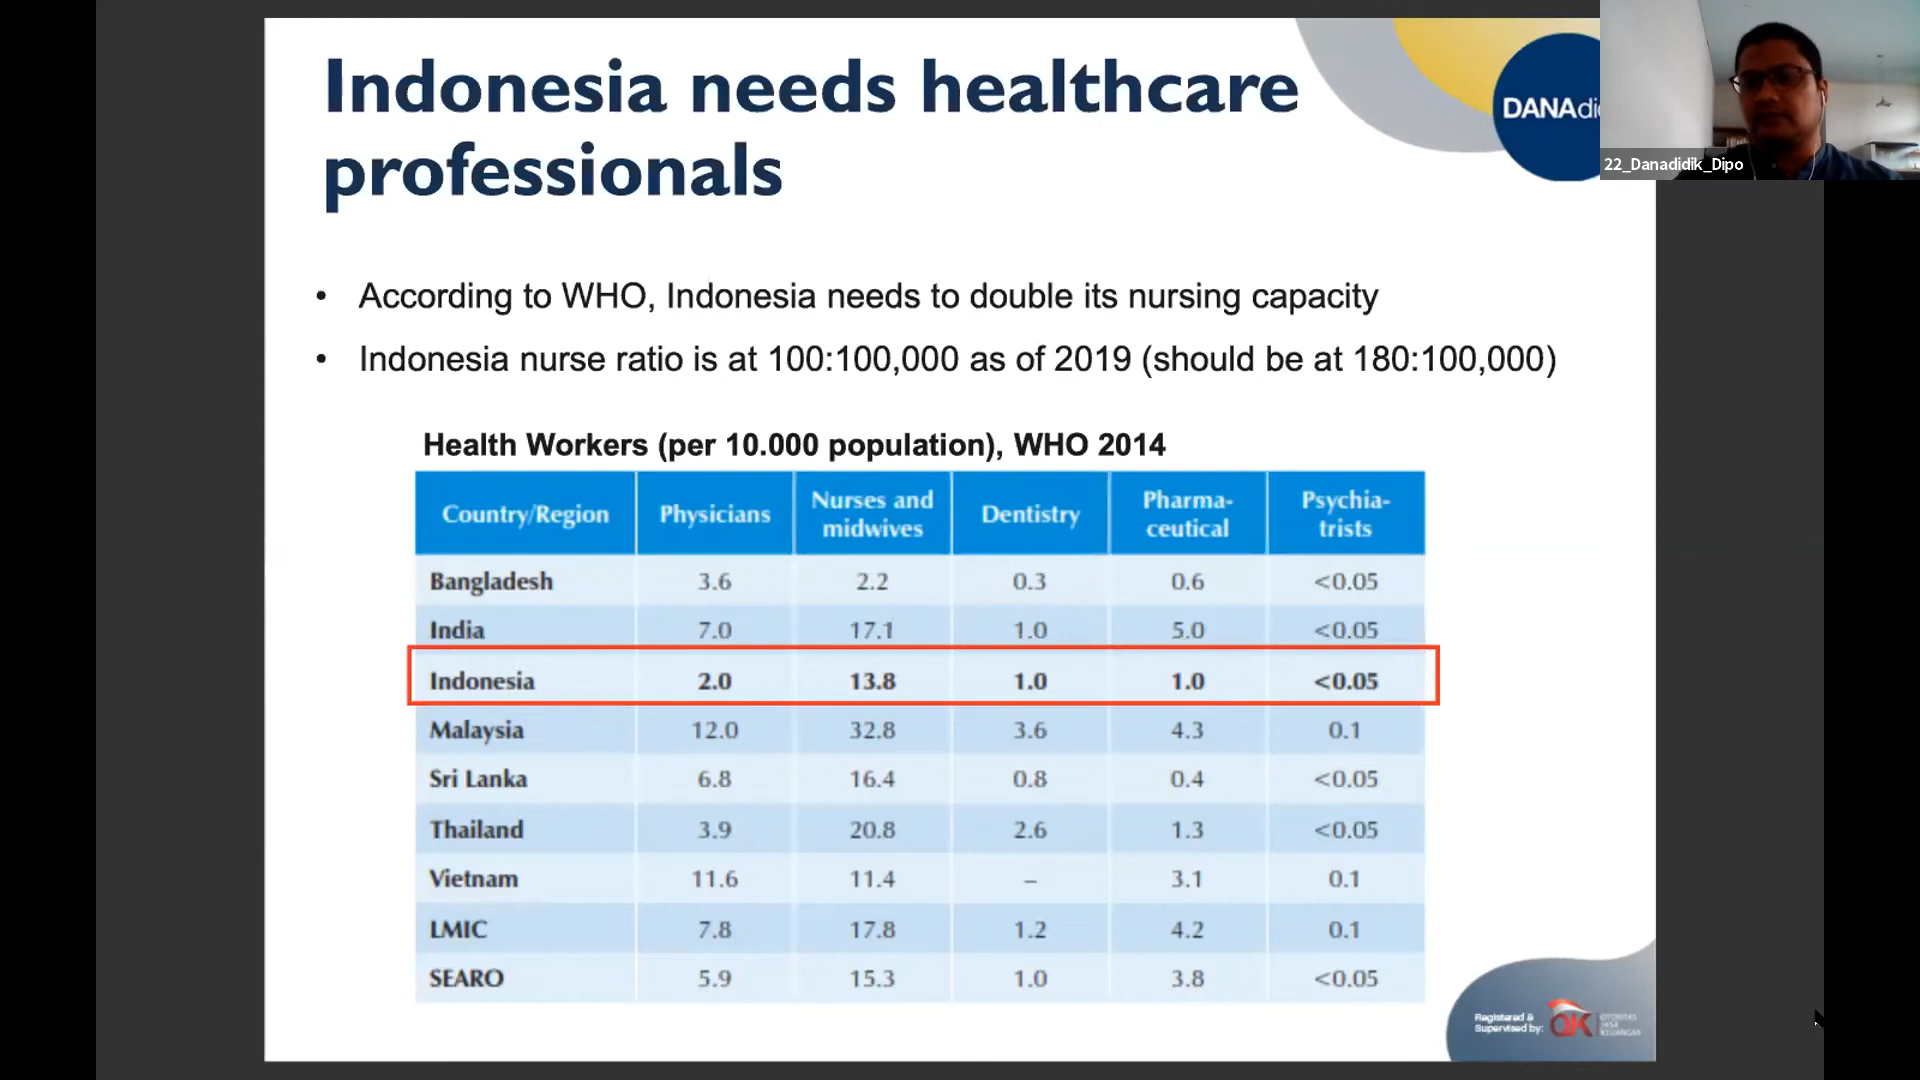 Indonesia needs healthcare
professionals
DANAdi
22_Danadidik_Dipo
• According to WHO, Indonesia needs to double its nursing capacity
• Indonesia nurse ratio is at 100:100,000 as of 2019 (should be at 180:100,000)
Health Workers (per 10.000 population), WHO 2014
Country/Region Physicians Nurses and midwives Dentistry Pharma-ceutical Psychia-trists
Bangladesh 3.6 2.2 0.3 0.6 <0.05
India 7.0 17.1 1.0 5.0 <0.05
Indonesia 2.0 13.8 1.0 1.0 <0.05
Malaysia 12.0 32.8 3.6 4.3 0.1
Sri Lanka 6.8 16.4 0.8 0.4 <0.05
Thailand 3.9 20.8 2.6 1.3 <0.05
Vietnam 11.6 11.4 – 3.1 0.1
LMIC 7.8 17.8 1.2 4.2 0.1
SEARO 5.9 15.3 1.0 3.8 <0.05
Registered &
Supervised by:
OTORITAS
JASA
KEUANGAN